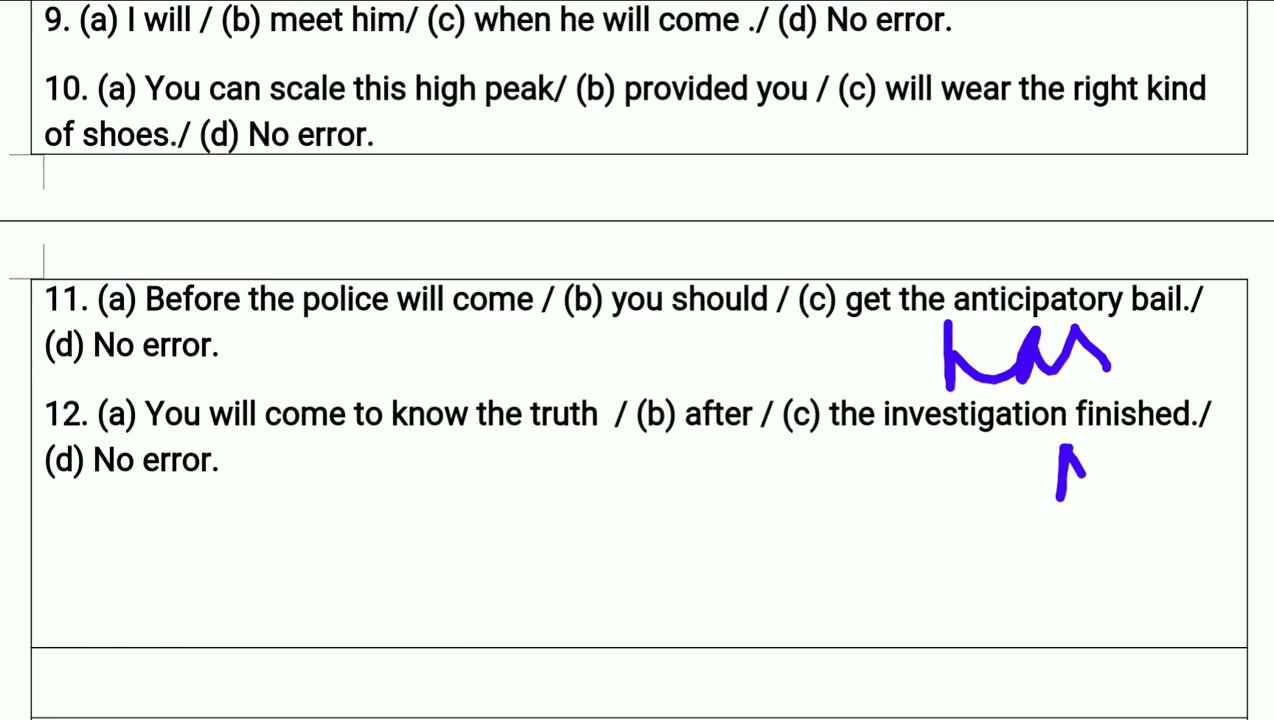 9. (a) I will / (b) meet him/ (c) when he will come ./ (d) No error.
10. (a) You can scale this high peak/ (b) provided you / (c) will wear the right kind
of shoes./ (d) No error.
11. (a) Before the police will come / (b) you should / (c) get the anticipatory bail./
(d) No error.
has
12. (a) You will come to know the truth / (b) after / (c) the investigation finished./
(d) No error.